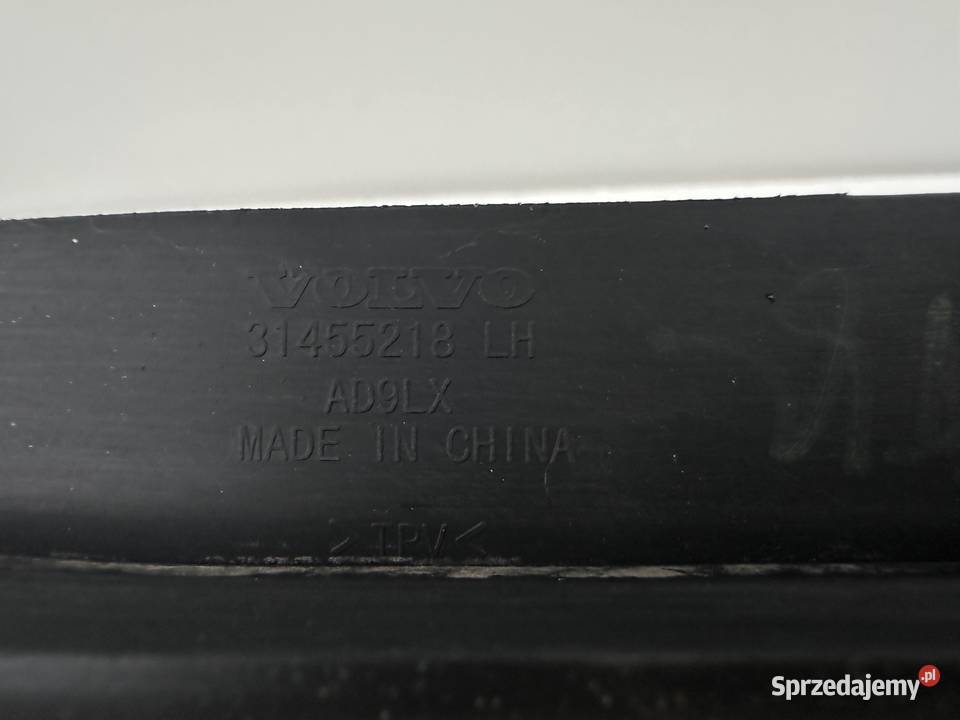 VOLVO
31455218 LH
AD9LX
MADE IN CHINA
>TPV<
Sprzedajemy.pl